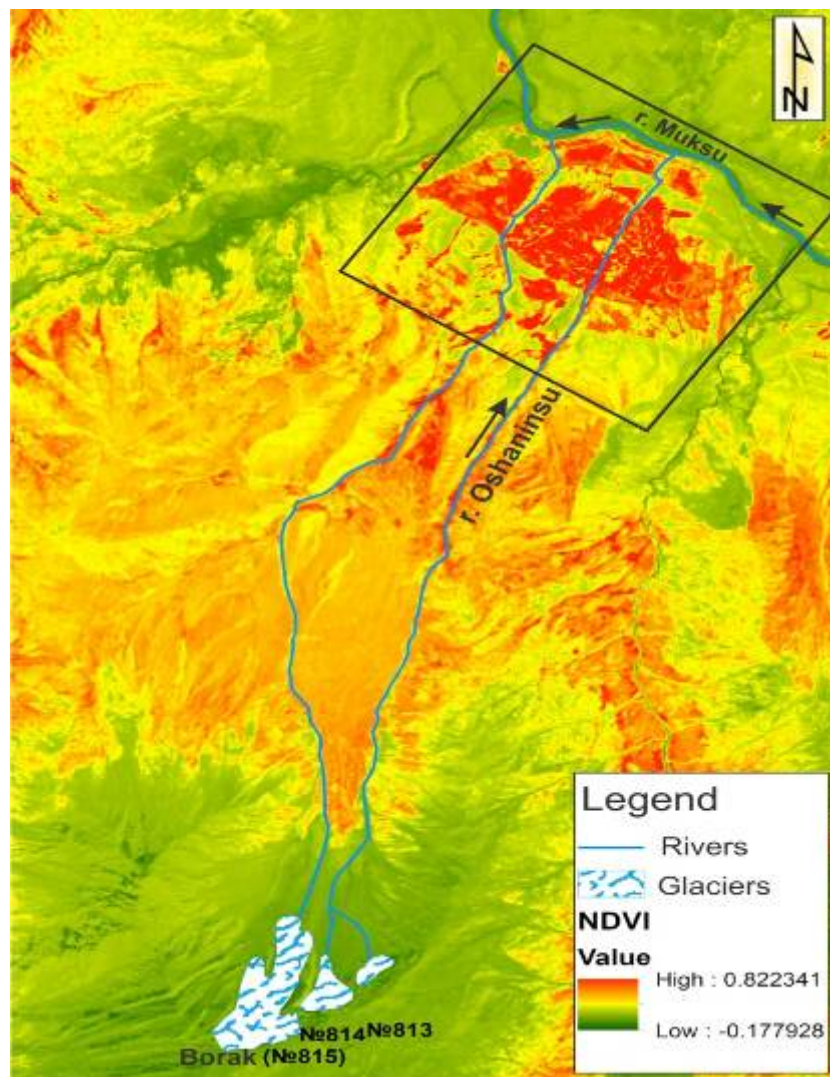 N
r. Muksu
r. Oshaninsu
Legend
Rivers
Glaciers
NDVI
Value
High : 0.822341
Low : -0.177928
№814 №813
Borak (№815)